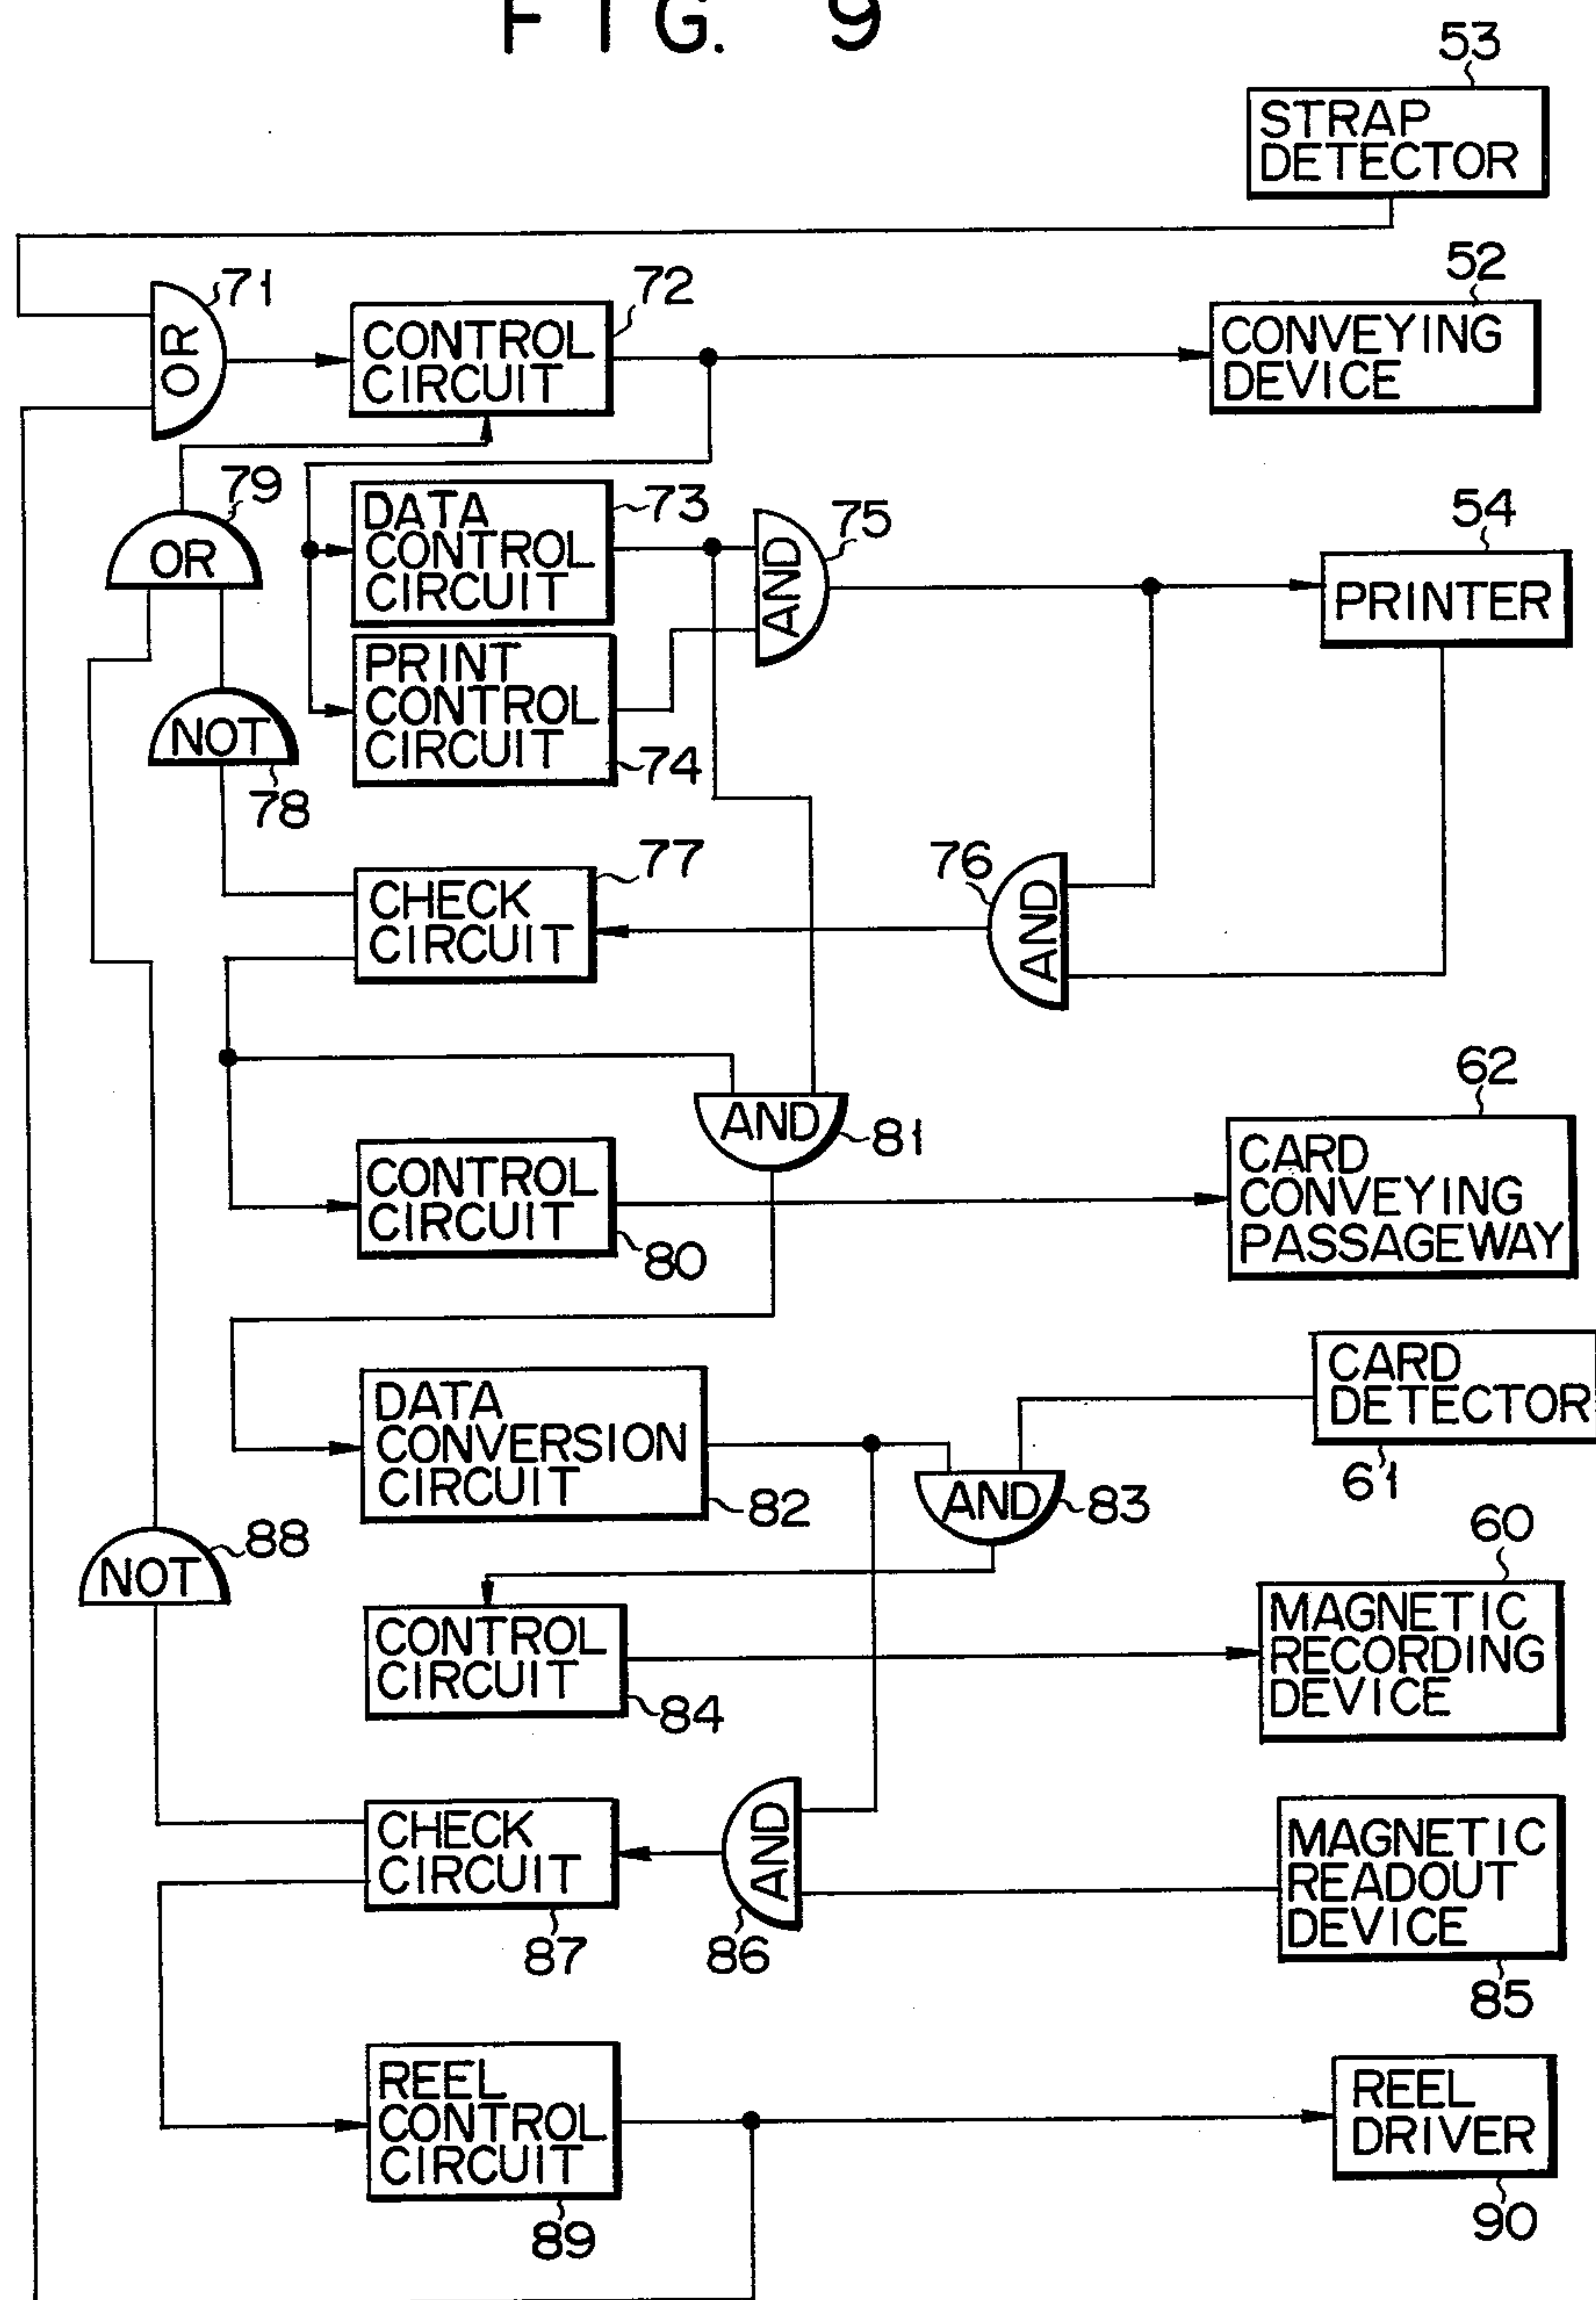 FIG. 9
53
STRAP
DETECTOR
71
OR
72
CONTROL
CIRCUIT
52
CONVEYING
DEVICE
79
OR
73
DATA
CONTROL
CIRCUIT
75
AND
54
PRINTER
PRINT
CONTROL
CIRCUIT
74
NOT
78
77
CHECK
CIRCUIT
76
AND
AND
81
62
CARD
CONVEYING
PASSAGEWAY
CONTROL
CIRCUIT
80
CARD
DETECTOR
61
DATA
CONVERSION
CIRCUIT
82
AND
83
88
NOT
60
MAGNETIC
RECORDING
DEVICE
CONTROL
CIRCUIT
84
CHECK
CIRCUIT
87
AND
86
MAGNETIC
READOUT
DEVICE
85
REEL
CONTROL
CIRCUIT
89
REEL
DRIVER
90